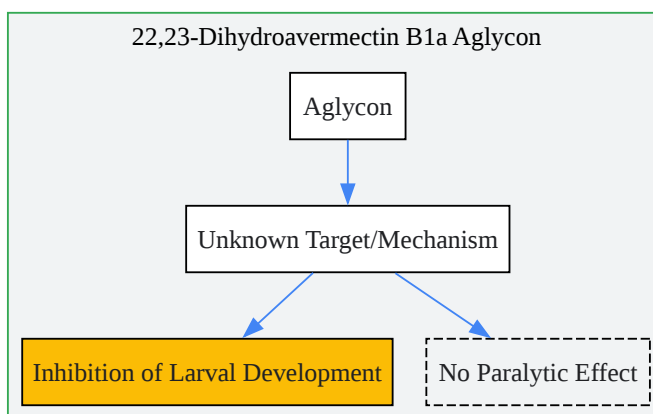 22,23-Dihydroavermectin B1a Aglycon
Aglycon
Unknown Target/Mechanism
Inhibition of Larval Development
No Paralytic Effect